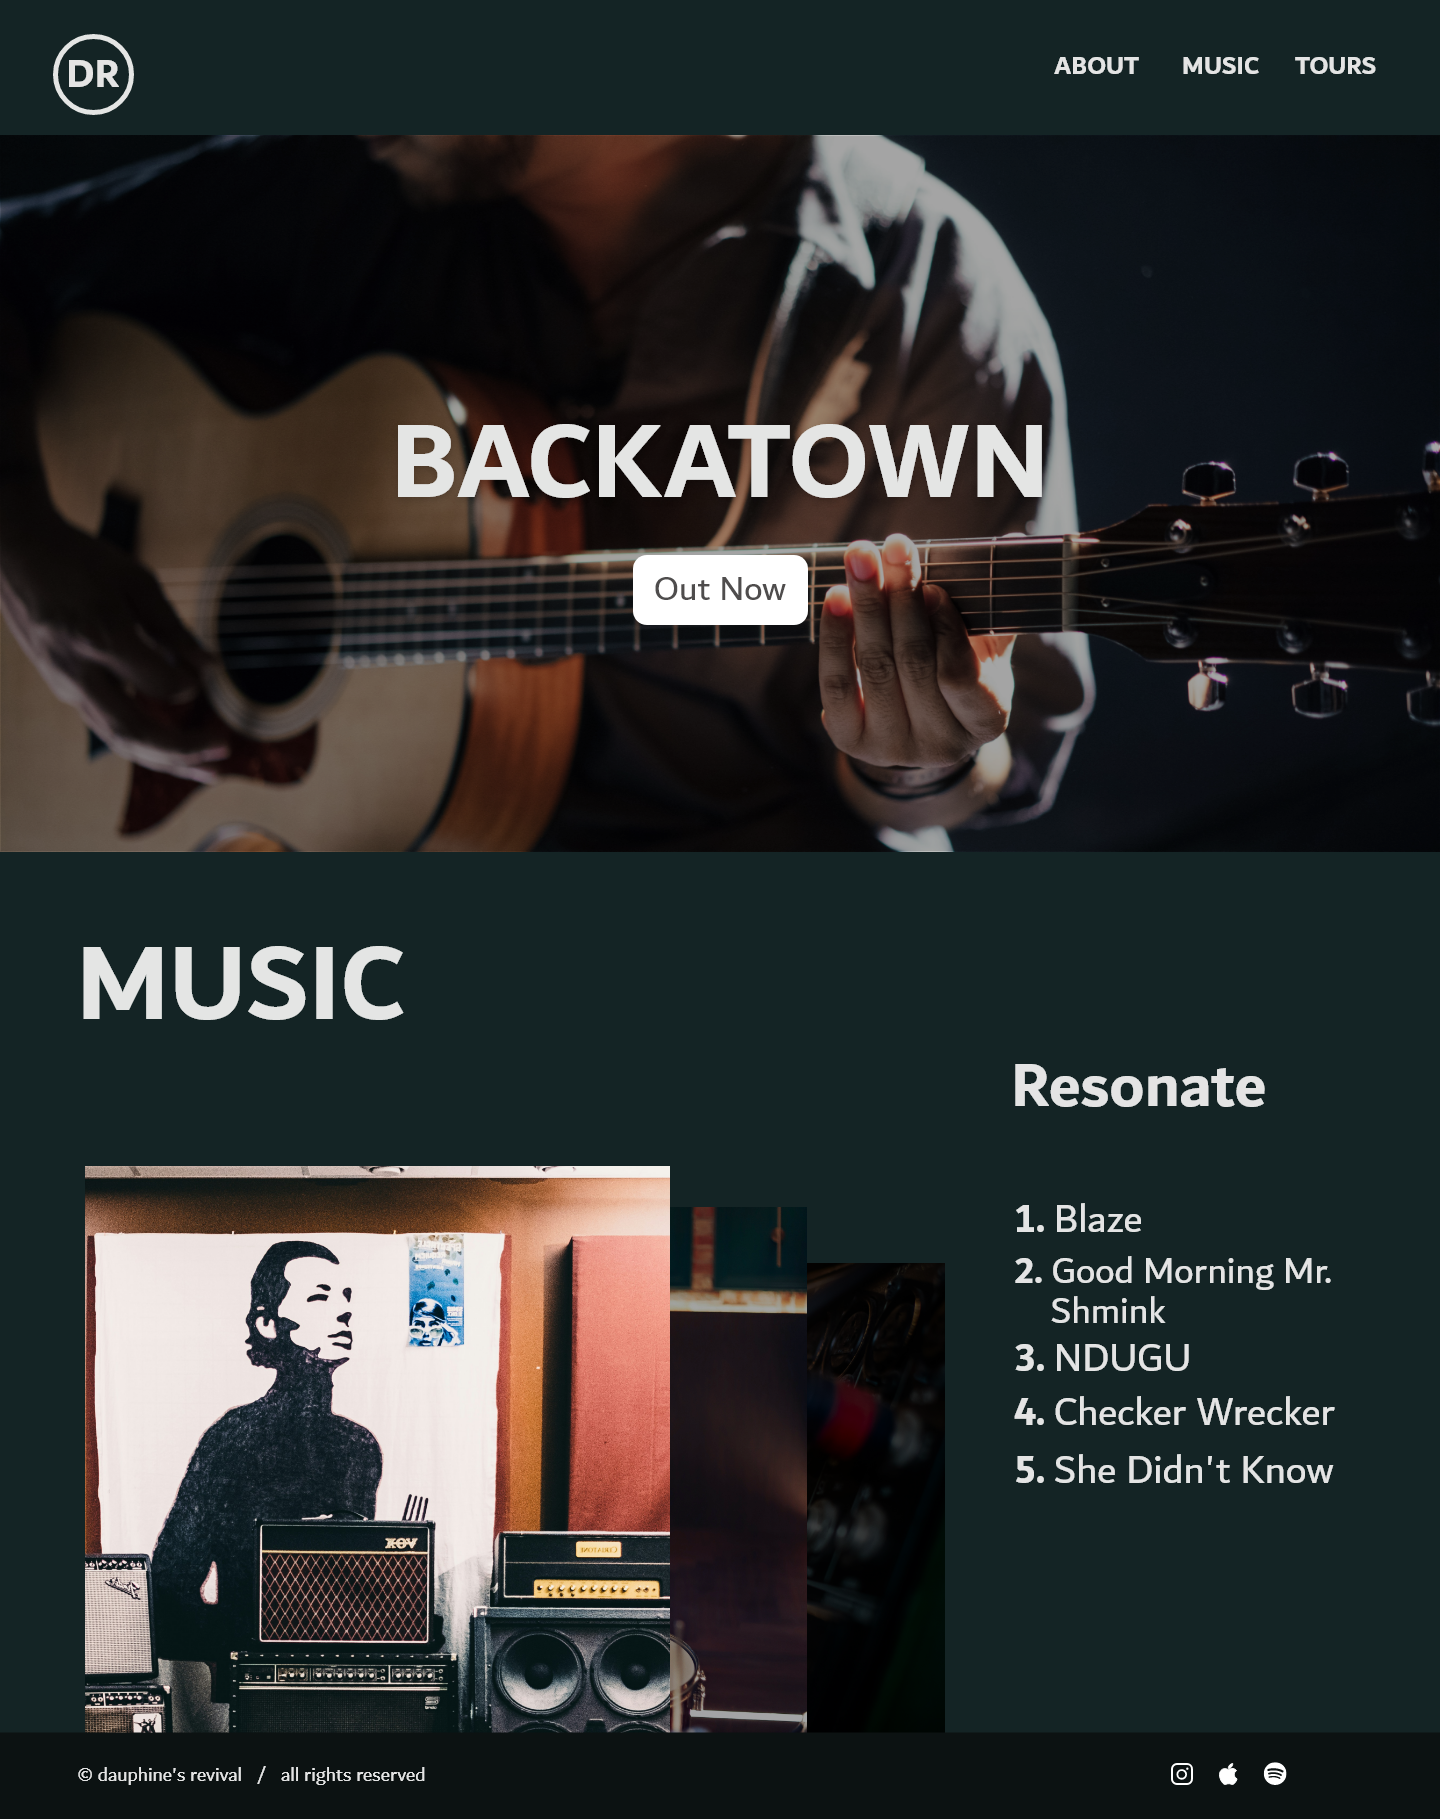 DR
ABOUT MUSIC TOURS
BACKATOWN
Out Now
MUSIC
Resonate
1. Blaze
2. Good Morning Mr.
Shmink
3. NDUGU
4. Checker Wrecker
5. She Didn't Know
© dauphine's revival / all rights reserved